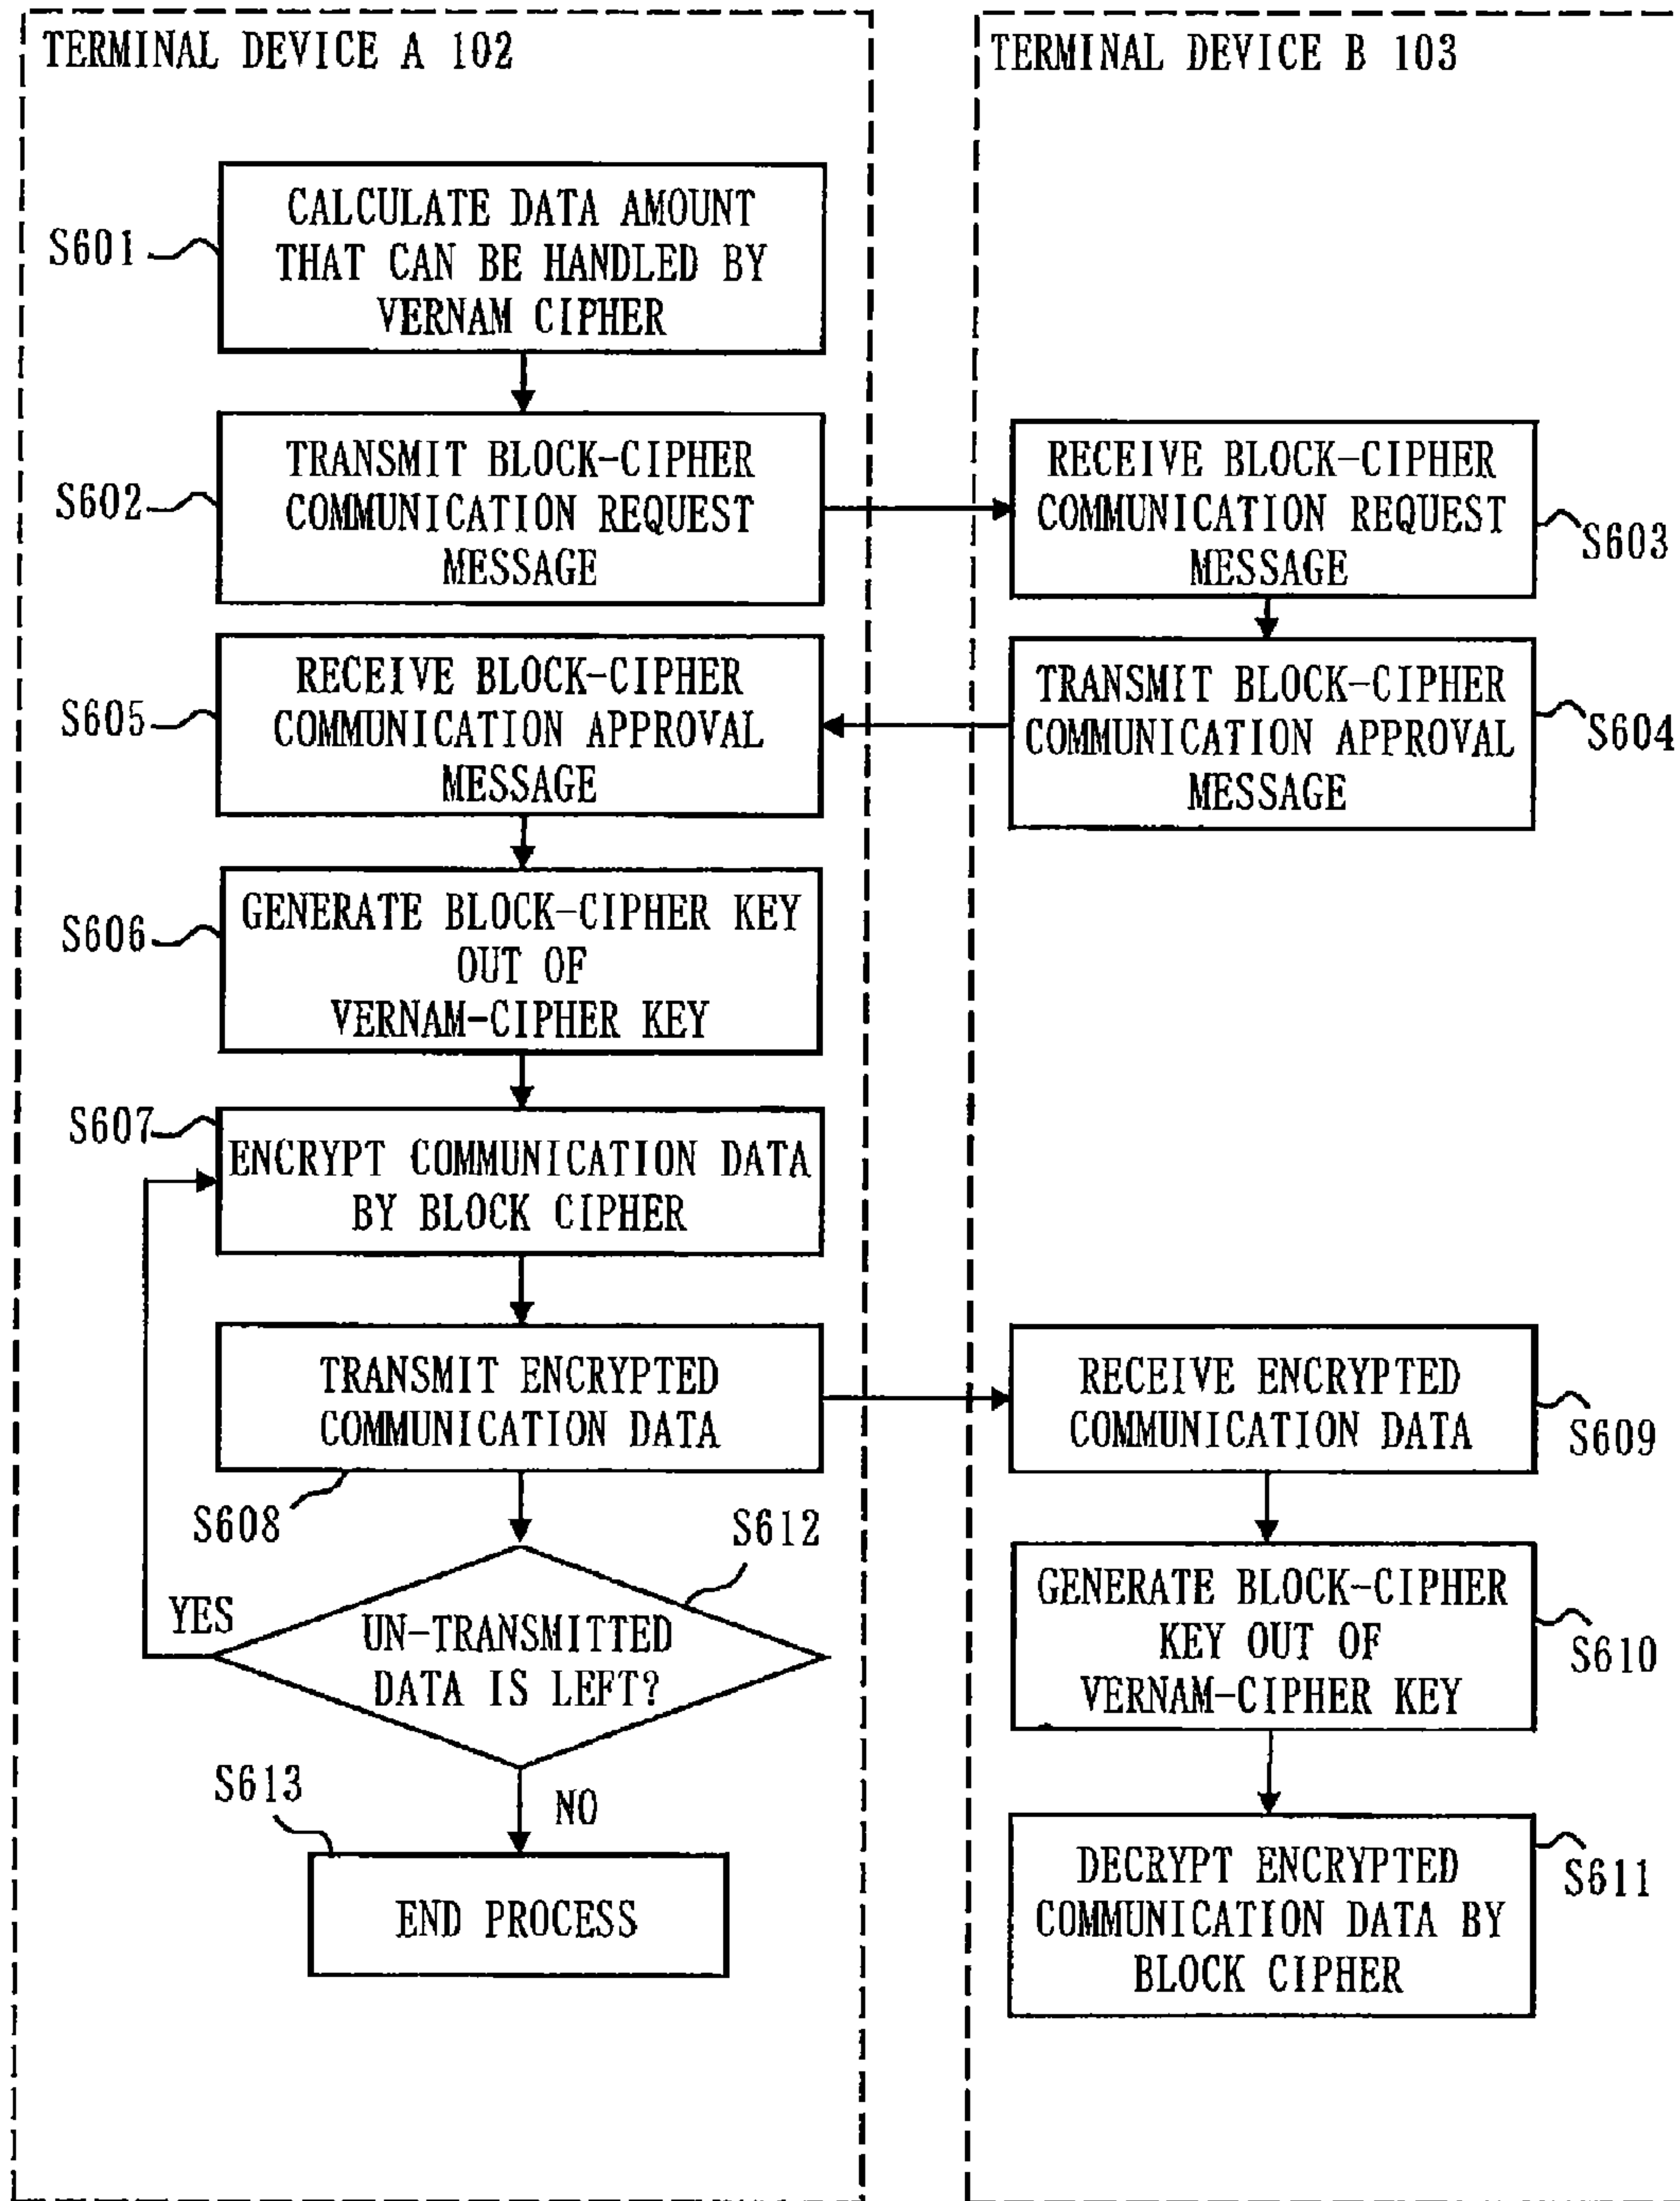 TERMINAL DEVICE A 102
TERMINAL DEVICE B 103
S601
CALCULATE DATA AMOUNT
THAT CAN BE HANDLED BY
VERNAM CIPHER
S602
TRANSMIT BLOCK-CIPHER
COMMUNICATION REQUEST
MESSAGE
RECEIVE BLOCK-CIPHER
COMMUNICATION REQUEST
MESSAGE
S603
S605
RECEIVE BLOCK-CIPHER
COMMUNICATION APPROVAL
MESSAGE
TRANSMIT BLOCK-CIPHER
COMMUNICATION APPROVAL
MESSAGE
S604
S606
GENERATE BLOCK-CIPHER KEY
OUT OF
VERNAM-CIPHER KEY
S607
ENCRYPT COMMUNICATION DATA
BY BLOCK CIPHER
TRANSMIT ENCRYPTED
COMMUNICATION DATA
S608
RECEIVE ENCRYPTED
COMMUNICATION DATA
S609
S612
YES
UN-TRANSMITTED
DATA IS LEFT?
GENERATE BLOCK-CIPHER
KEY OUT OF
VERNAM-CIPHER KEY
S610
S613
NO
END PROCESS
DECRYPT ENCRYPTED
COMMUNICATION DATA BY
BLOCK CIPHER
S611